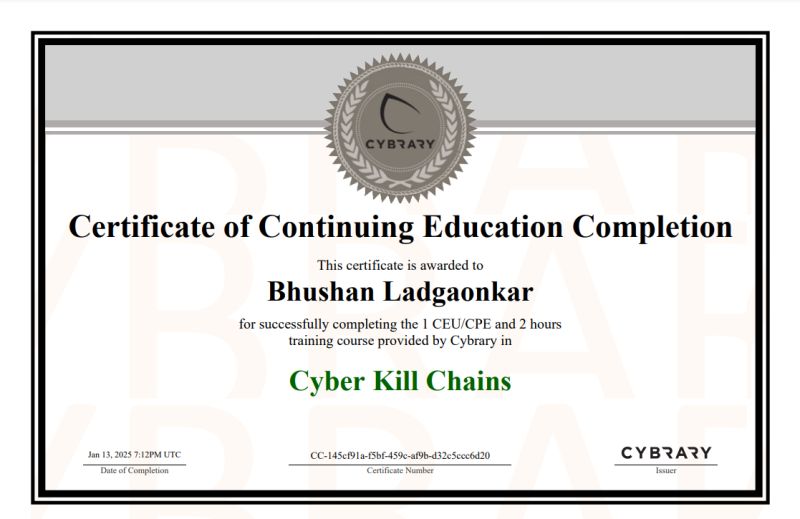 CYBRARY
Certificate of Continuing Education Completion
This certificate is awarded to
Bhushan Ladgaonkar
for successfully completing the 1 CEU/CPE and 2 hours
training course provided by Cybrary in
Cyber Kill Chains
Jan 13, 2025 7:12PM UTC
Date of Completion
CC-145cf91a-f5bf-459c-af9b-d32c5ccc6d20
Certificate Number
CYBRARY
Issuer